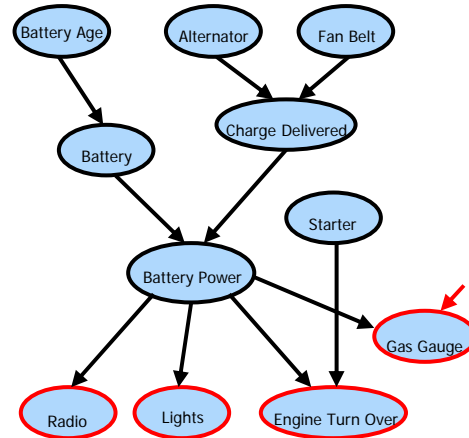 Battery Age
Alternator
Fan Belt
Charge Delivered
Battery
Starter
Battery Power
Gas Gauge
Radio
Lights
Engine Turn Over